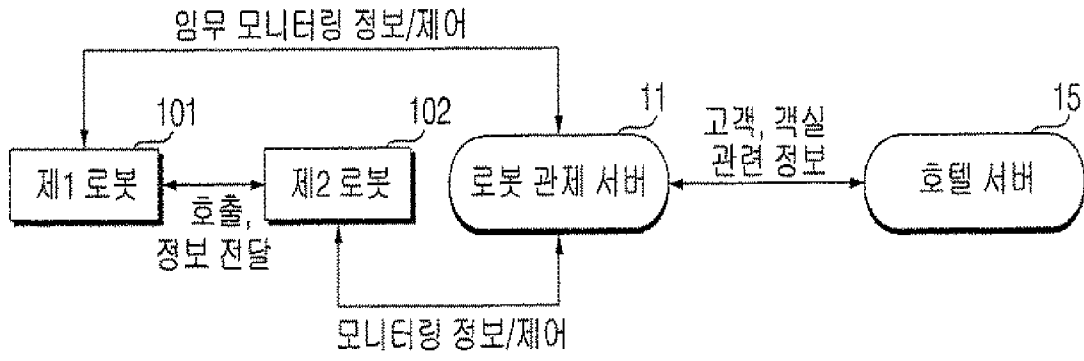 임무 모니터링 정보/제어
101
102
11
15
제1 로봇
제2 로봇
로봇 관제 서버
고객, 객실
관련 정보
호텔 서버
호출,
정보 전달
모니터링 정보/제어